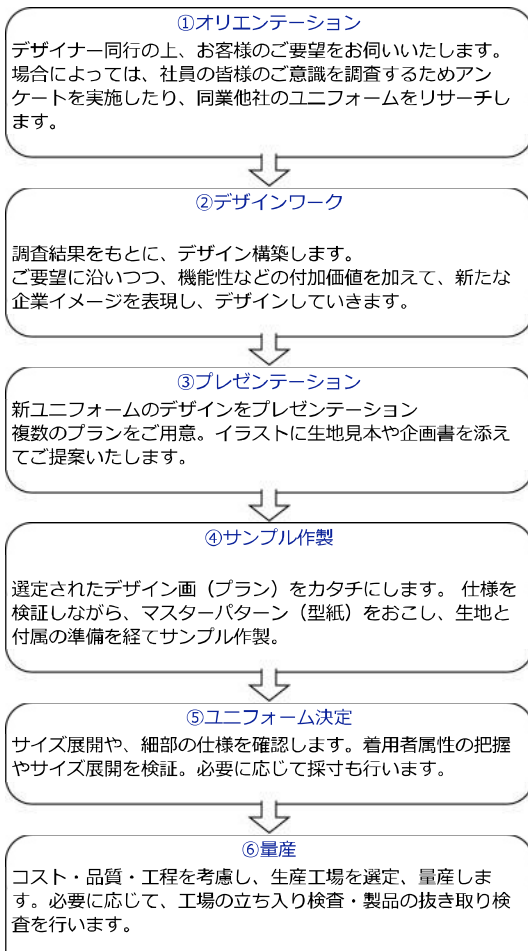 ①オリエンテーション
デザイナー同行の上、お客様のご要望をお伺いいたします。
場合によっては、社員の皆様のご意識を調査するためアン
ケートを実施したり、同業他社のユニフォームをリサーチし
ます。
②デザインワーク
調査結果をもとに、デザイン構築します。
ご要望に沿いつつ、機能性などの付加価値を加えて、新たな
企業イメージを表現し、デザインしていきます。
③プレゼンテーション
新ユニフォームのデザインをプレゼンテーション
複数のプランをご用意。イラストに生地見本や企画書を添え
てご提案いたします。
④サンプル作製
選定されたデザイン画（プラン）をカタチにします。 仕様を
検証しながら、マスターパターン（型紙）をおこし、生地と
付属の準備を経てサンプル作製。
⑤ユニフォーム決定
サイズ展開や、細部の仕様を確認します。着用者属性の把握
やサイズ展開を検証。必要に応じて採寸も行います。
⑥量産
コスト・品質・工程を考慮し、生産工場を選定、量産しま
す。必要に応じて、工場の立ち入り検査・製品の抜き取り検
査を行います。